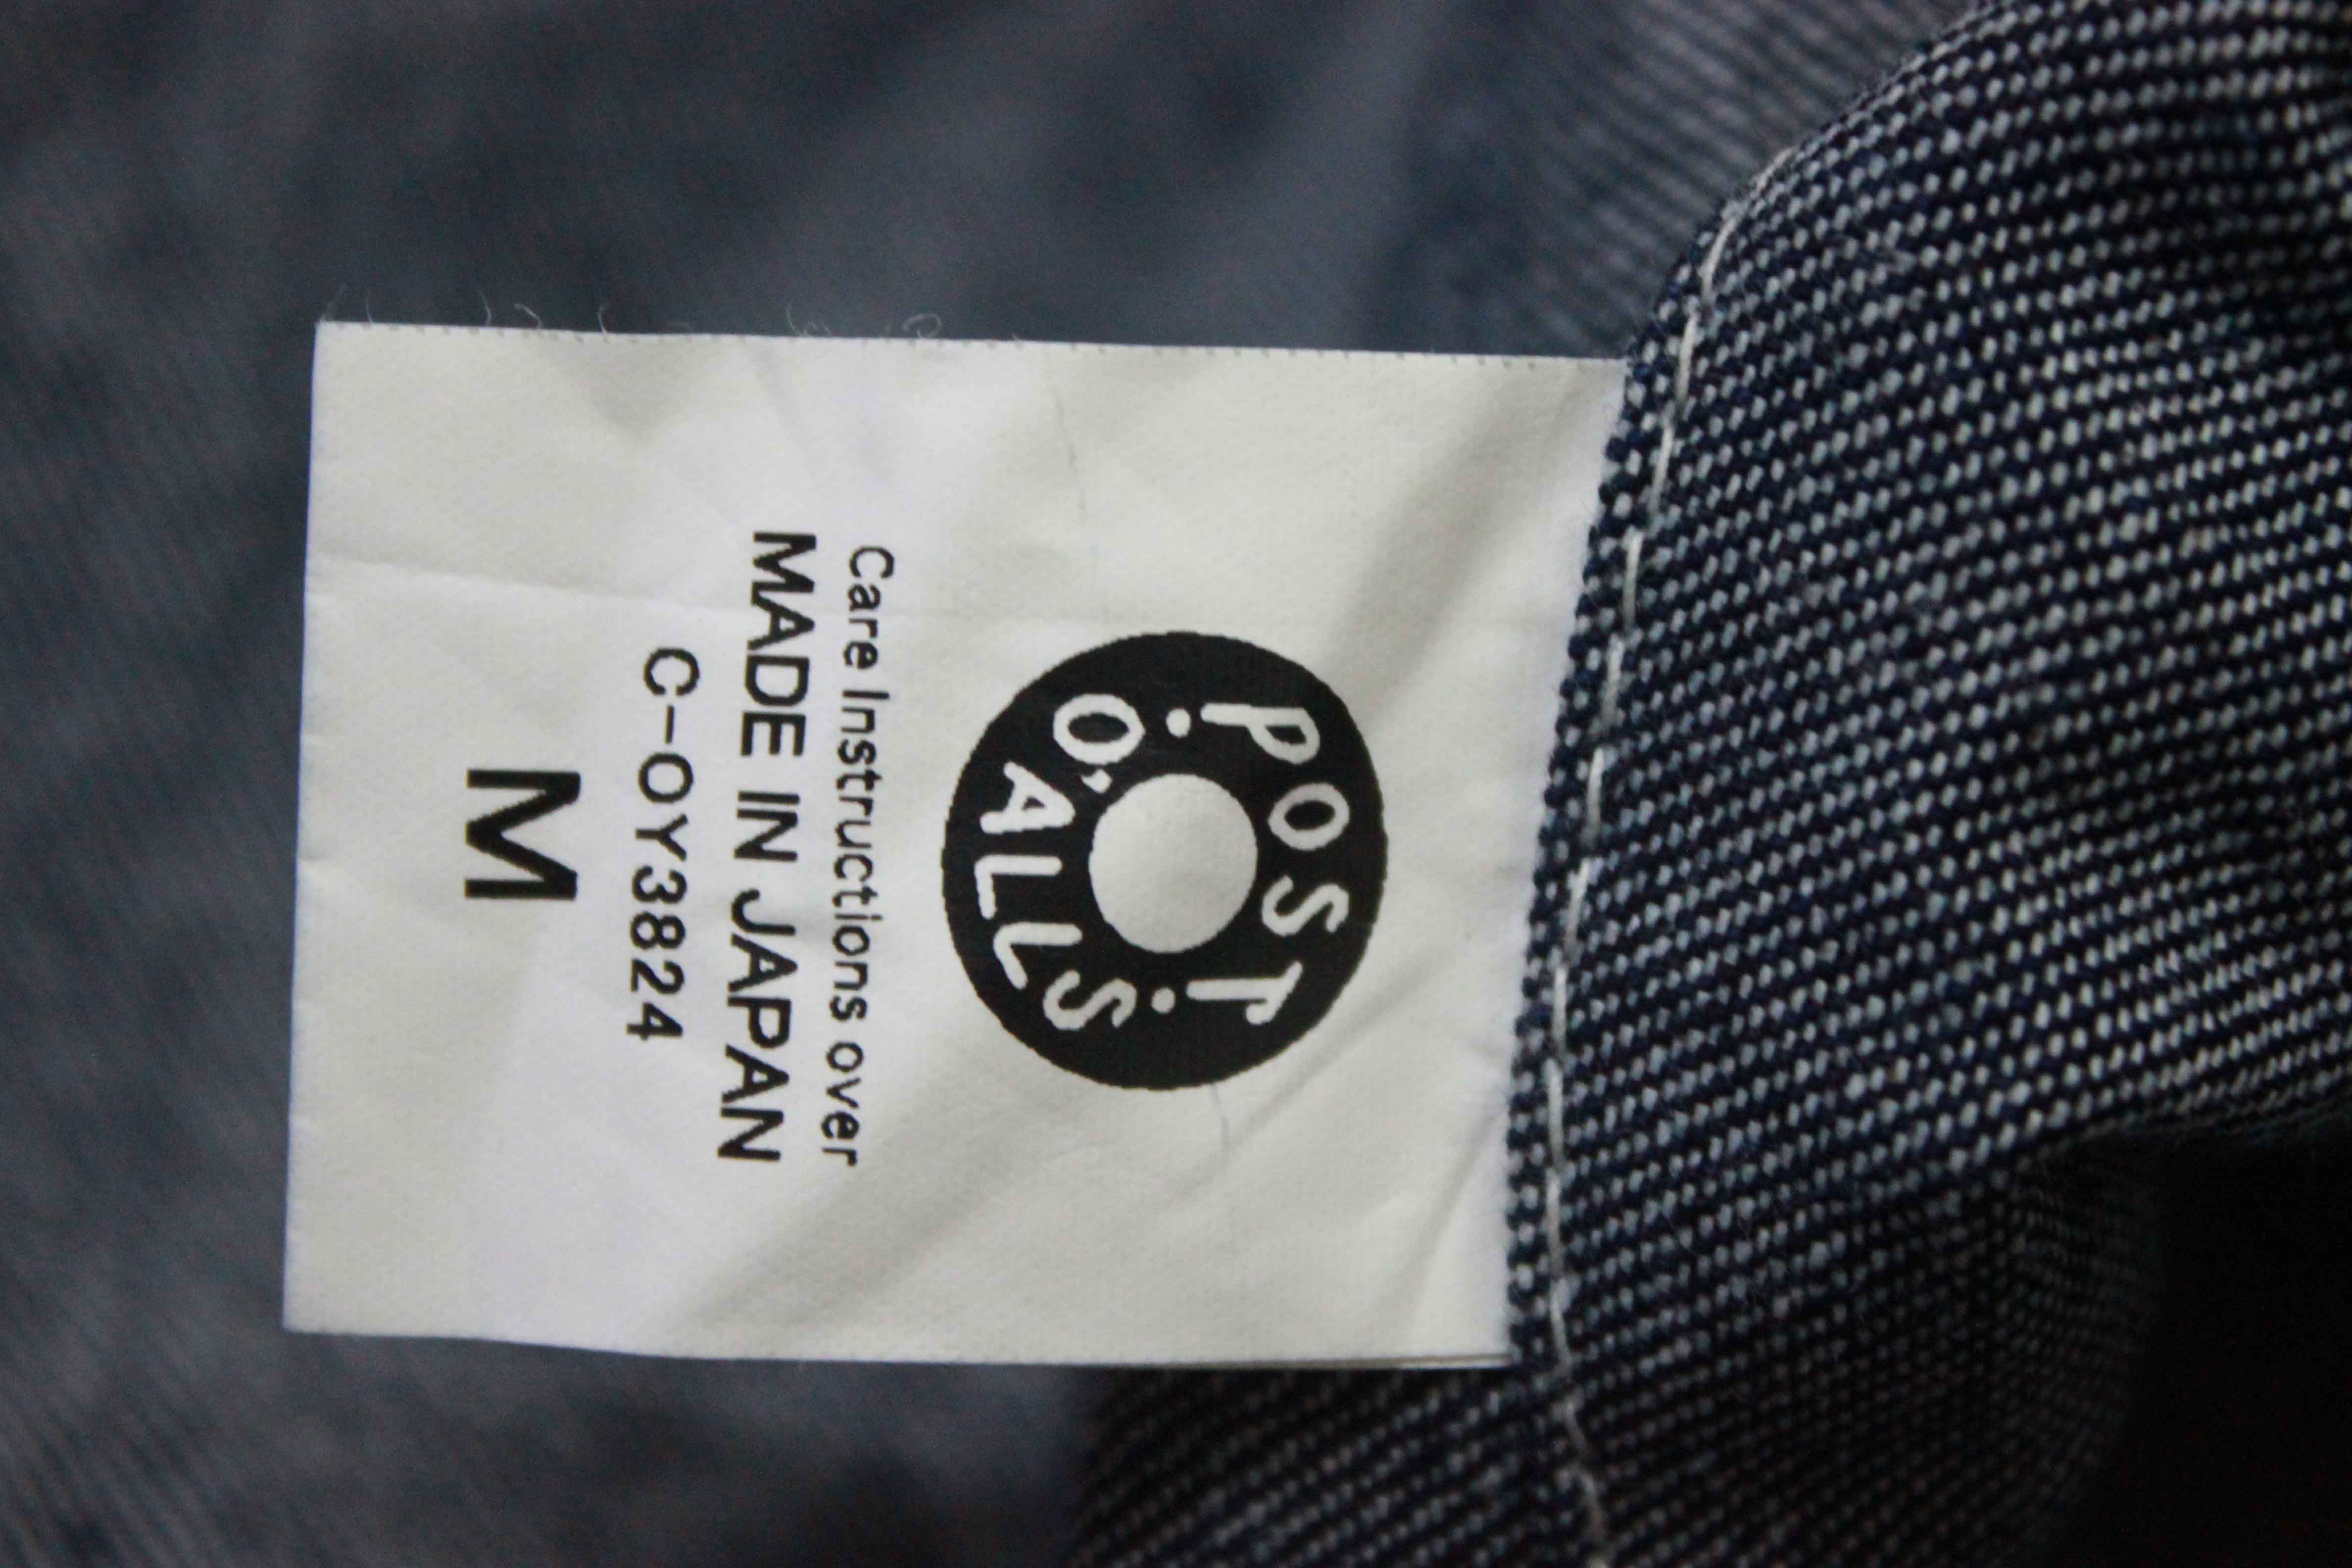 POST
O'ALLS
Care Instructions over
MADE IN JAPAN
C-OY3824
M